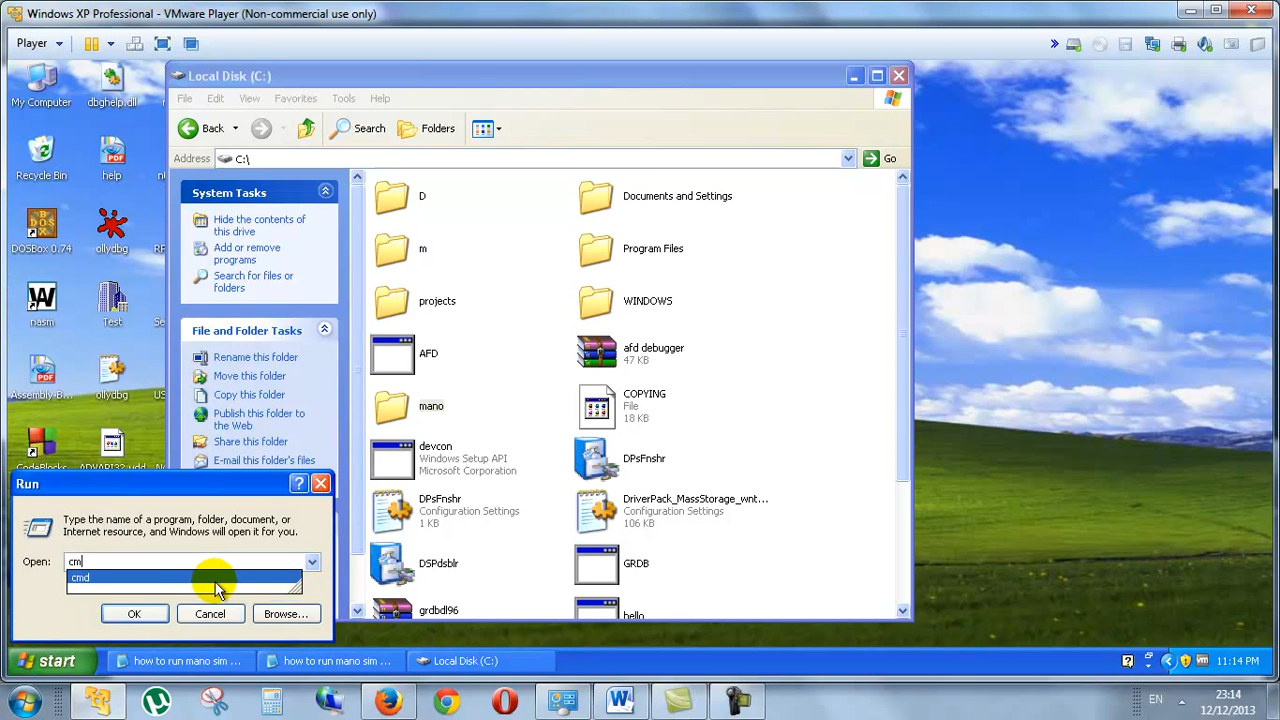 Windows XP Professional - VMware Player (Non-commercial use only)
Player
My Computer
dbghelp.dll
Recycle Bin
help
DOSBox 0.74
ollydbg
nasm
Test
Assembly-B...
ollydbg
CodeBlocks
ADVAPI32.vdd
Local Disk (C:)
File Edit View Favorites Tools Help
Back
Search
Folders
Address
C:\
Go
System Tasks
Hide the contents of
this drive
Add or remove
programs
Search for files or
folders
File and Folder Tasks
Rename this folder
Move this folder
Copy this folder
Publish this folder to
the Web
Share this folder
E-mail this folder's files
D
Documents and Settings
m
Program Files
projects
WINDOWS
AFD
afd debugger
47 KB
mano
COPYING
File
18 KB
devcon
Windows Setup API
Microsoft Corporation
DPsFnshr
DPsFnshr
Configuration Settings
1 KB
DriverPack_MassStorage_wnt...
Configuration Settings
106 KB
DSPdsblr
GRDB
grdbdl96
hello
Run
Type the name of a program, folder, document, or
Internet resource, and Windows will open it for you.
Open:
cm
cmd
OK
Cancel
Browse...
start
how to run mano sim ...
how to run mano sim ...
Local Disk (C:)
11:14 PM
EN
23:14
12/12/2013